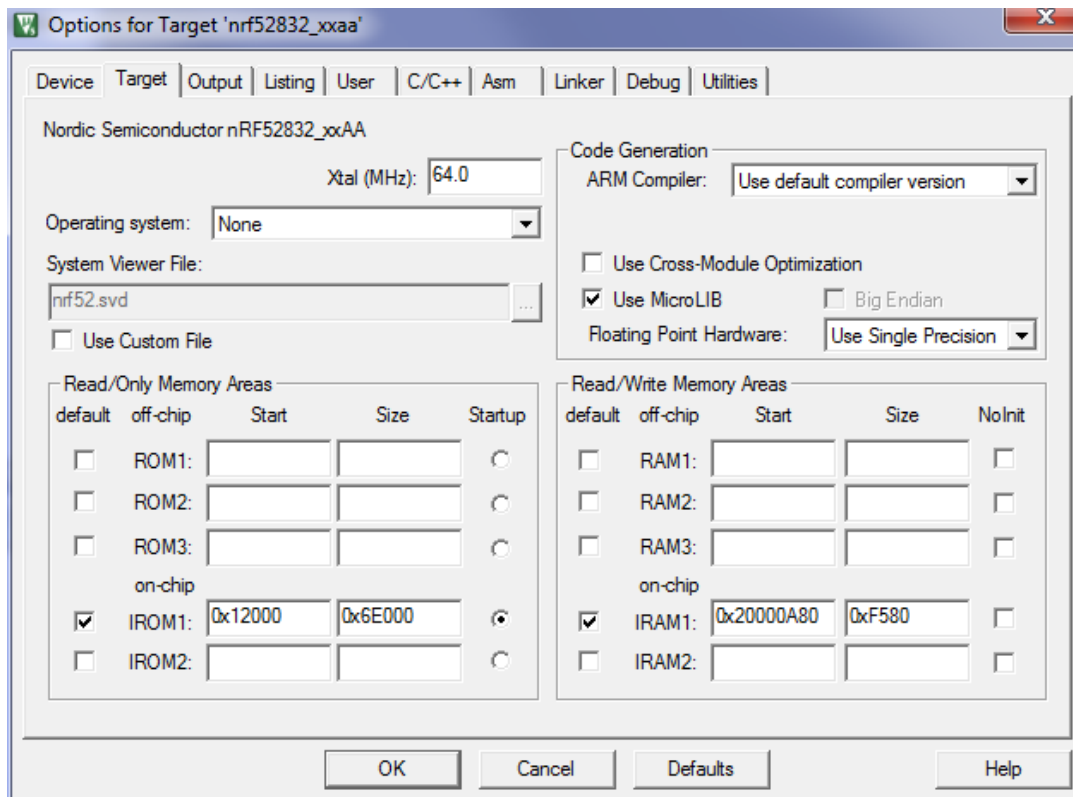 Options for Target 'nrf52832_xxaa'
Device Target Output Listing User C/C++ Asm Linker Debug Utilities
Nordic Semiconductor nRF52832_xxAA
Xtal (MHz): 64.0
Operating system: None
System Viewer File:
nrf52.svd ...
Use Custom File
Code Generation
ARM Compiler: Use default compiler version
Use Cross-Module Optimization
Use MicroLIB Big Endian
Floating Point Hardware: Use Single Precision
Read/Only Memory Areas
default off-chip Start Size Startup
ROM1:
ROM2:
ROM3:
on-chip
IROM1: 0x12000 0x6E000
IROM2:
Read/Write Memory Areas
default off-chip Start Size NoInit
RAM1:
RAM2:
RAM3:
on-chip
IRAM1: 0x20000A80 0xF580
IRAM2:
OK Cancel Defaults Help